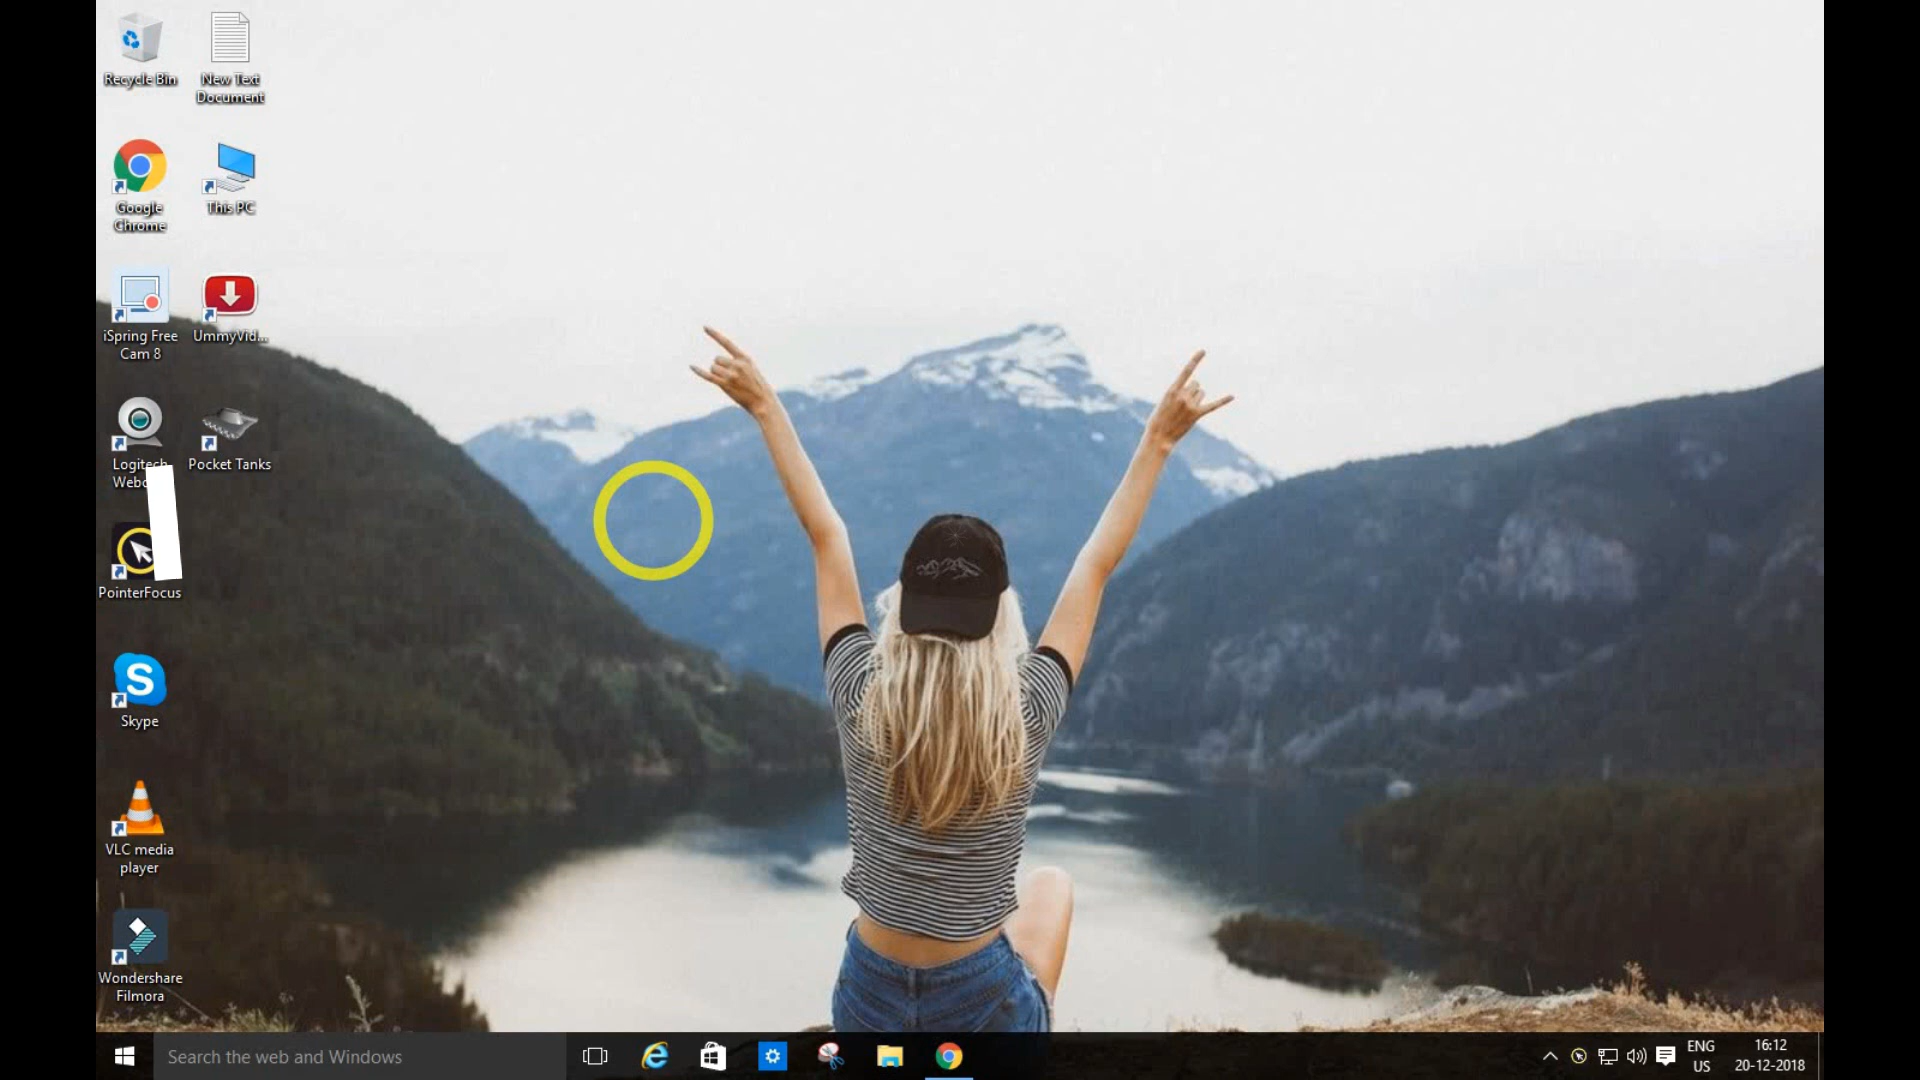 Recycle Bin
New Text
Document
Google
Chrome
This PC
iSpring Free
Cam 8
UmmyVid...
Logitech
Pocket Tanks
PointerFocus
S
Skype
VLC media
player
Wondershare
Filmora
Search the web and Windows
ENG
US
16:12
20-12-2018